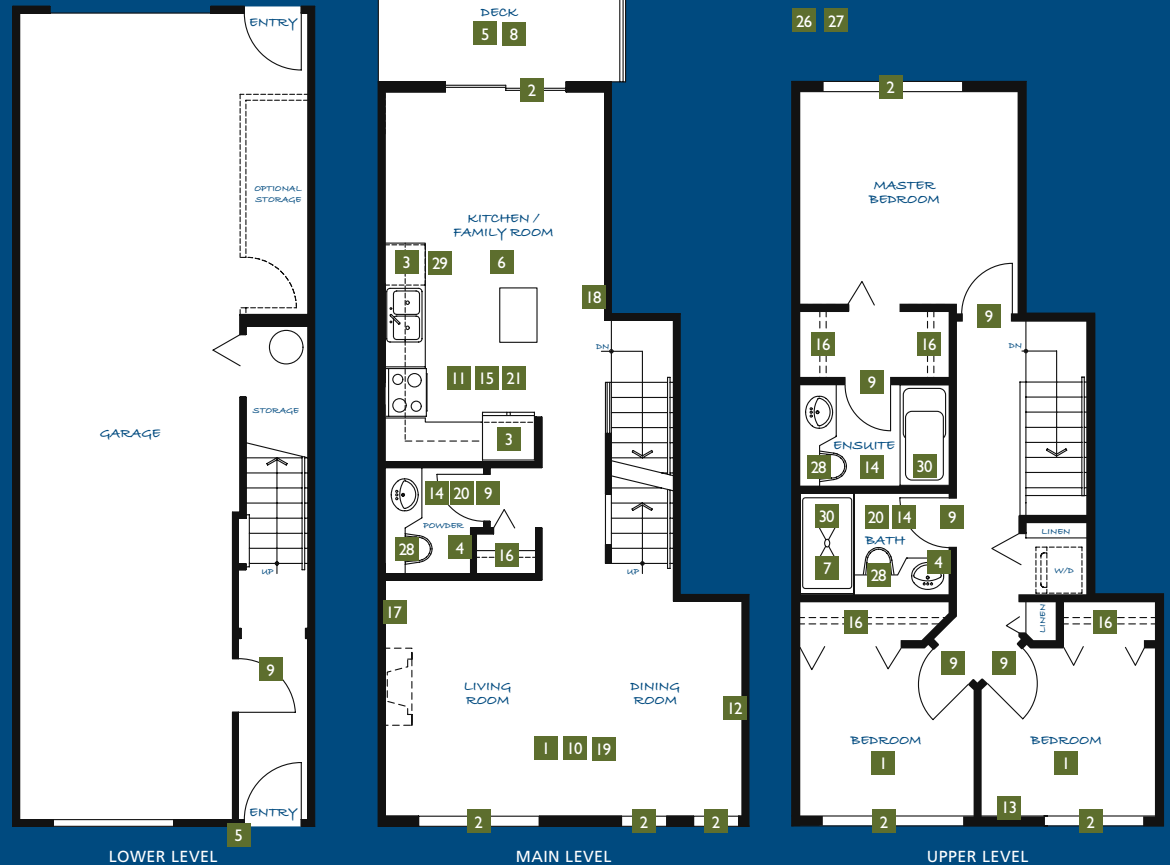 ENTRY
OPTIONAL
STORAGE
GARAGE
STORAGE
UP
9
ENTRY
5
LOWER LEVEL
DECK
5 8
2
KITCHEN /
FAMILY ROOM
3 29 6
18
DN
11 15 21
3
14 20 9
POWDER
28 4 16
UP
17
LIVING
ROOM
DINING
ROOM
12
1 10 19
2 2 2
MAIN LEVEL
26 27
2
MASTER
BEDROOM
9
16 16
DN
9
ENSUITE
28 14 30
30 20 14 9
BATH
LINEN
7 28 4
W/D
16
LINEN
16
9 9
BEDROOM
1
BEDROOM
1
13
2 2
UPPER LEVEL